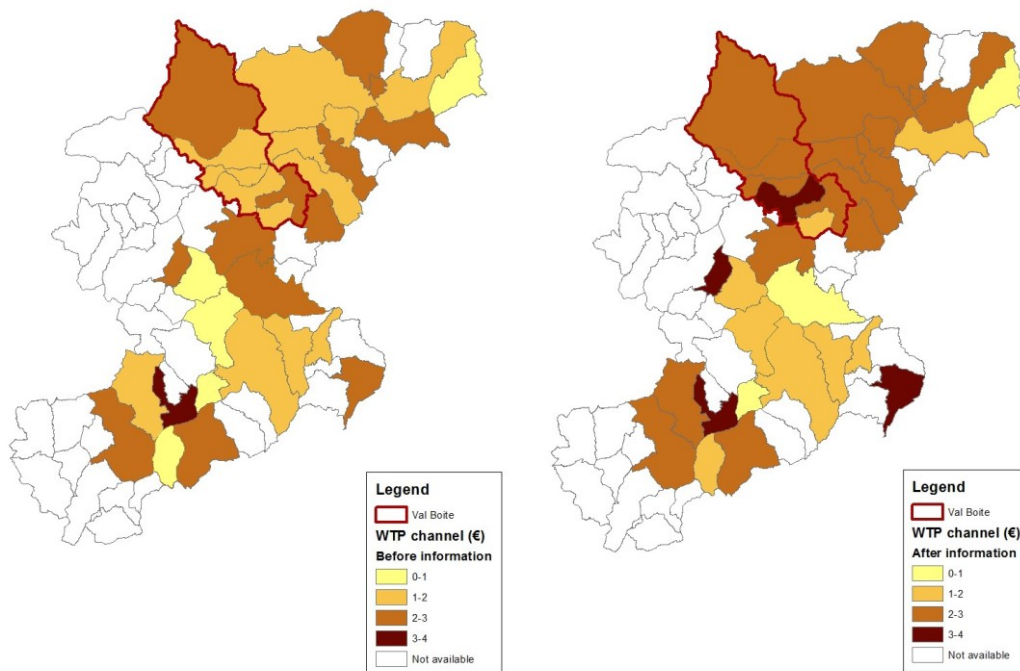 Legend
Val Boite
WTP channel (€)
Before information
0-1
1-2
2-3
3-4
Not available
Legend
Val Boite
WTP channel (€)
After information
0-1
1-2
2-3
3-4
Not available